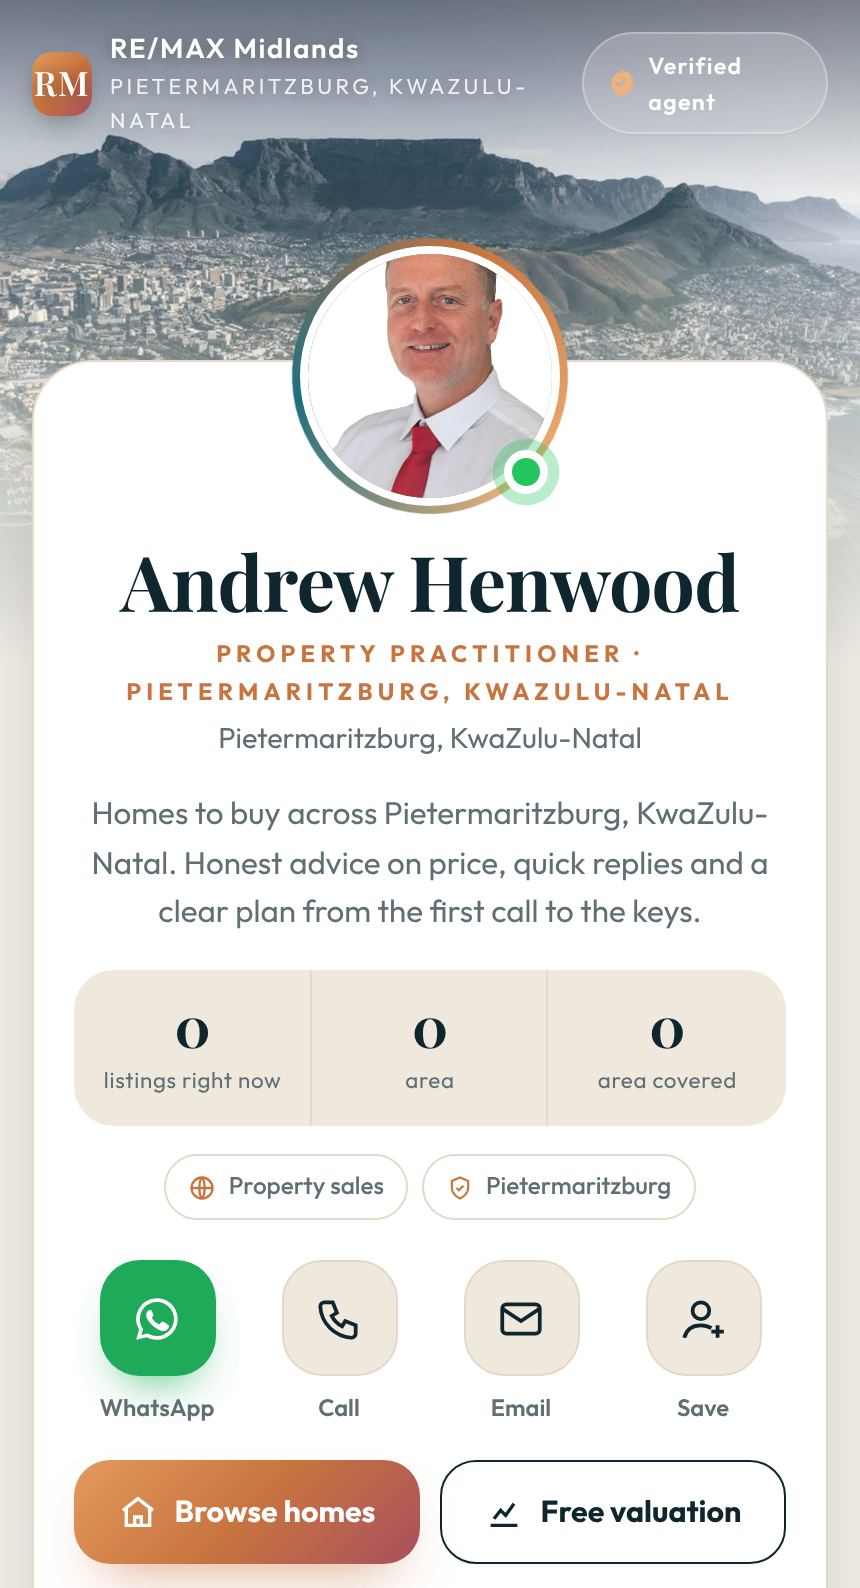 RM
RE/MAX Midlands
PIETERMARITZBURG, KWAZULU-
NATAL
Verified
agent
Andrew Henwood
PROPERTY PRACTITIONER ·
PIETERMARITZBURG, KWAZULU-NATAL
Pietermaritzburg, KwaZulu-Natal
Homes to buy across Pietermaritzburg, KwaZulu-
Natal. Honest advice on price, quick replies and a
clear plan from the first call to the keys.
0 0 0
listings right now area area covered
Property sales Pietermaritzburg
WhatsApp Call Email Save
Browse homes Free valuation